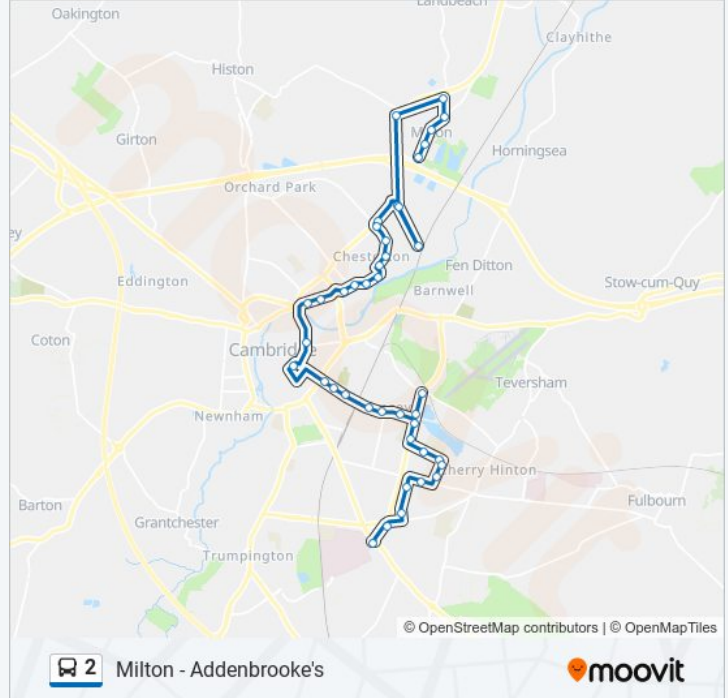 Oakington
Landbeach
Clayhithe
Histon
Girton
Milton
Horningsea
Orchard Park
Chesterton
Fen Ditton
Eddington
Barnwell
Stow-cum-Quy
Coton
Cambridge
Teversham
Newnham
Cherry Hinton
Barton
Fulbourn
Grantchester
Trumpington
© OpenStreetMap contributors | © OpenMapTiles
2 Milton - Addenbrooke's
moovit